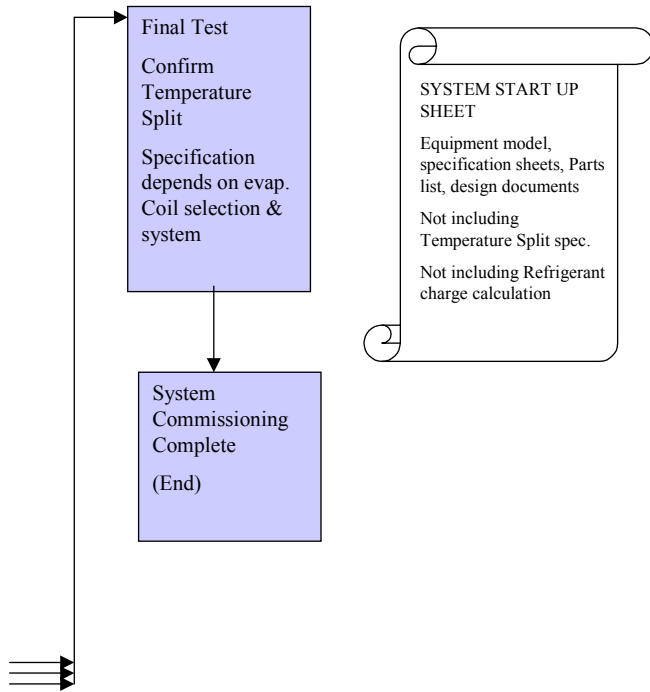 Final Test
Confirm
Temperature
Split
Specification
depends on evap.
Coil selection &
system
System
Commissioning
Complete
(End)
SYSTEM START UP
SHEET
Equipment model,
specification sheets, Parts
list, design documents
Not including
Temperature Split spec.
Not including Refrigerant
charge calculation